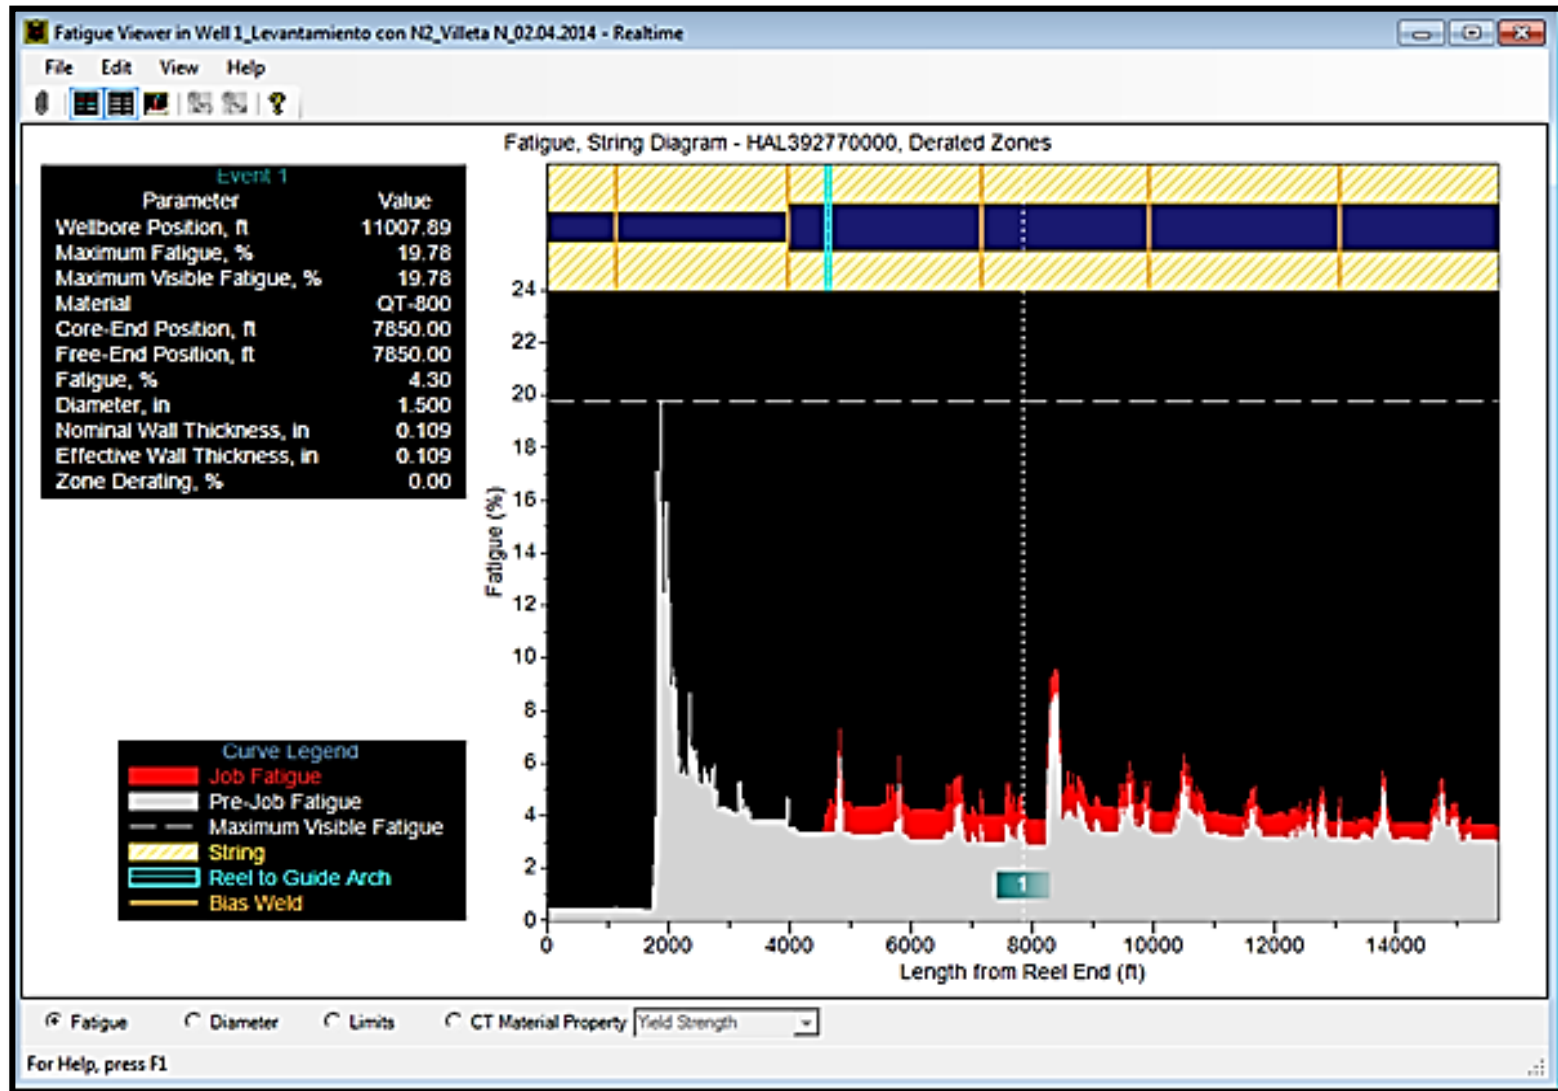 Fatigue Viewer in Well 1_Levantamiento con N2_Villeta N_02.04.2014 - Realtime
File Edit View Help
Fatigue, String Diagram - HAL392770000, Derated Zones
Event 1
Parameter Value
Wellbore Position, ft 11007.89
Maximum Fatigue, % 19.78
Maximum Visible Fatigue, % 19.78
Material QT-800
Core-End Position, ft 7850.00
Free-End Position, ft 7850.00
Fatigue, % 4.30
Diameter, in 1.500
Nominal Wall Thickness, in 0.109
Effective Wall Thickness, in 0.109
Zone Derating, % 0.00
Curve Legend
Job Fatigue
Pre-Job Fatigue
Maximum Visible Fatigue
String
Reel to Guide Arch
Bias Weld
Fatigue (%)
24
22
20
18
16
14
12
10
8
6
4
2
0
1
0 2000 4000 6000 8000 10000 12000 14000
Length from Reel End (ft)
Fatigue Diameter Limits CT Material Property Yield Strength
For Help, press F1